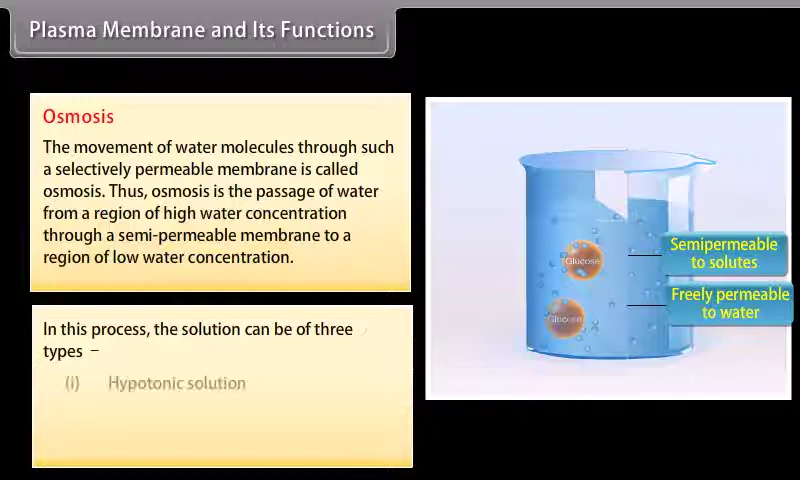 Plasma Membrane and Its Functions
Osmosis
The movement of water molecules through such
a selectively permeable membrane is called
osmosis. Thus, osmosis is the passage of water
from a region of high water concentration
through a semi-permeable membrane to a
region of low water concentration.
In this process, the solution can be of three
types –
(i) Hypotonic solution
Glucose
Glucose
Semipermeable
to solutes
Freely permeable
to water